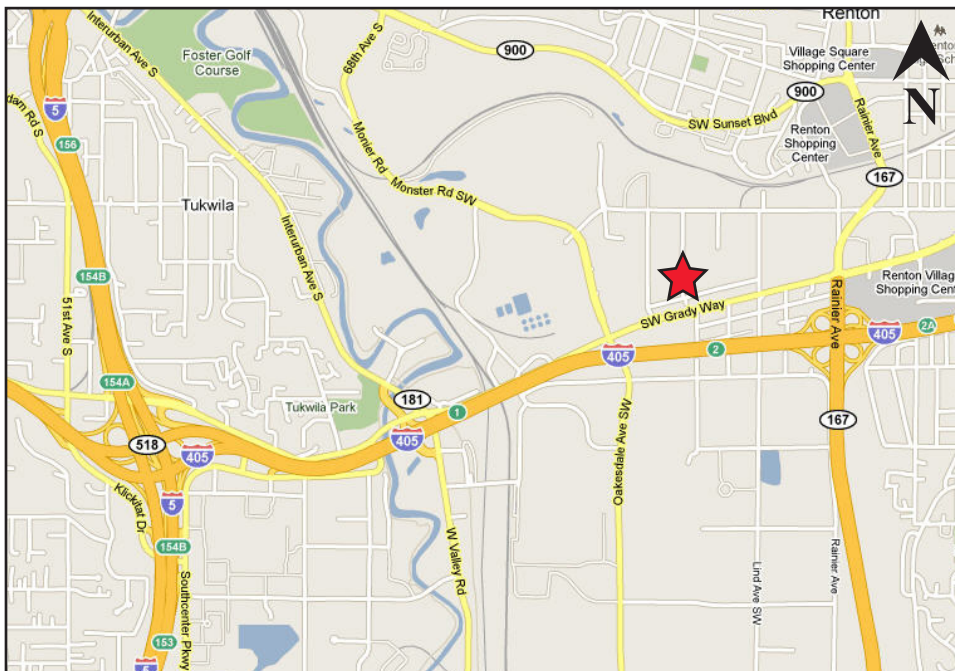 Renton
Interurban Ave S
68th Ave S
900
Foster Golf
Course
Village Square
Shopping Center
N
5
900
156
SW Sunset Blvd
Renton
Shopping
Center
Rainier Ave
Monier Rd
Monster Rd SW
167
Tukwila
Interurban Ave S
154B
51st Ave S
Renton Village
SW Grady Way
Rainier Ave
405
2A
405
2
154A
Tukwila Park
181
1
167
518
405
405
Oakesdale Ave SW
Klickitat Dr
5
154B
W Valley Rd
Lind Ave SW
Rainier Ave
Southcenter Pkwy
153
5